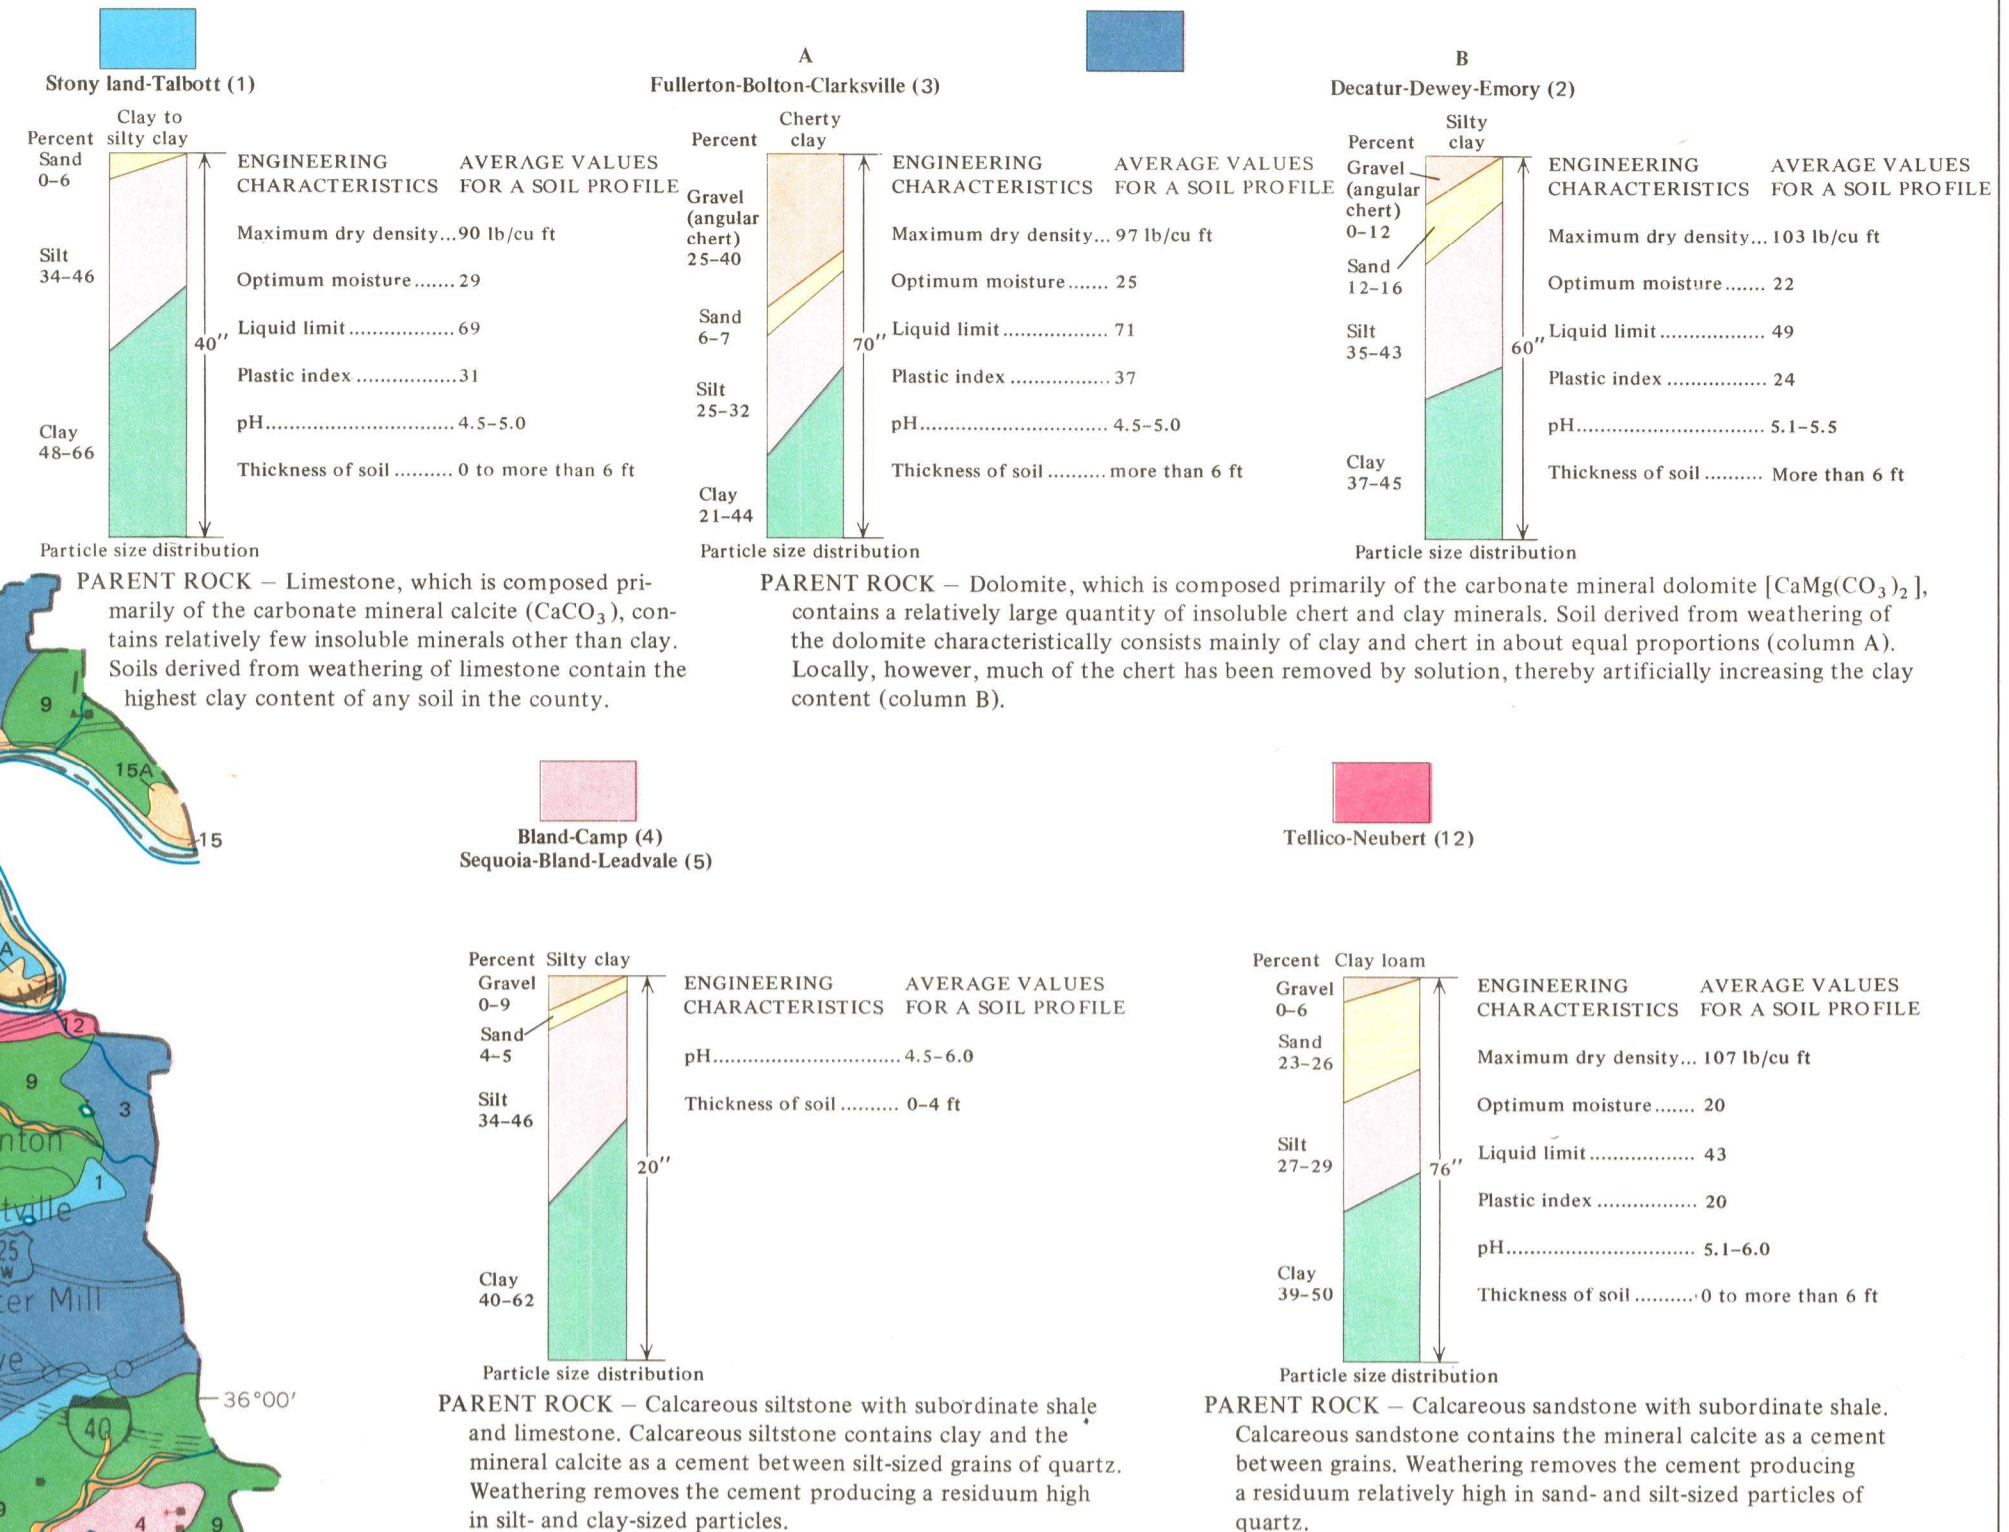 Stony land-Talbott (1)
Clay to
Percent silty clay
Sand
0–6
Silt
34–46
Clay
48–66
40″
ENGINEERING CHARACTERISTICS AVERAGE VALUES FOR A SOIL PROFILE
Maximum dry density...90 lb/cu ft
Optimum moisture.......29
Liquid limit..................69
Plastic index.................31
pH................................4.5–5.0
Thickness of soil..........0 to more than 6 ft
Particle size distribution
PARENT ROCK — Limestone, which is composed pri-
marily of the carbonate mineral calcite (CaCO₃), con-
tains relatively few insoluble minerals other than clay.
Soils derived from weathering of limestone contain the
highest clay content of any soil in the county.
A
Fullerton-Bolton-Clarksville (3)
Cherty
Percent clay
Gravel
(angular
chert)
25–40
Sand
6–7
Silt
25–32
Clay
21–44
70″
ENGINEERING CHARACTERISTICS AVERAGE VALUES FOR A SOIL PROFILE
Maximum dry density...97 lb/cu ft
Optimum moisture.......25
Liquid limit..................71
Plastic index.................37
pH................................4.5–5.0
Thickness of soil..........more than 6 ft
Particle size distribution
B
Decatur-Dewey-Emory (2)
Silty
Percent clay
Gravel
(angular
chert)
0–12
Sand
12–16
Silt
35–43
Clay
37–45
60″
ENGINEERING CHARACTERISTICS AVERAGE VALUES FOR A SOIL PROFILE
Maximum dry density...103 lb/cu ft
Optimum moisture.......22
Liquid limit..................49
Plastic index.................24
pH................................5.1–5.5
Thickness of soil..........More than 6 ft
Particle size distribution
PARENT ROCK — Dolomite, which is composed primarily of the carbonate mineral dolomite [CaMg(CO₃)₂],
contains a relatively large quantity of insoluble chert and clay minerals. Soil derived from weathering of
the dolomite characteristically consists mainly of clay and chert in about equal proportions (column A).
Locally, however, much of the chert has been removed by solution, thereby artificially increasing the clay
content (column B).
Bland-Camp (4)
Sequoia-Bland-Leadvale (5)
Percent Silty clay
Gravel
0–9
Sand
4–5
Silt
34–46
Clay
40–62
20″
ENGINEERING CHARACTERISTICS AVERAGE VALUES FOR A SOIL PROFILE
pH................................4.5–6.0
Thickness of soil..........0–4 ft
Particle size distribution
PARENT ROCK — Calcareous siltstone with subordinate shale
and limestone. Calcareous siltstone contains clay and the
mineral calcite as a cement between silt-sized grains of quartz.
Weathering removes the cement producing a residuum high
in silt- and clay-sized particles.
Tellico-Neubert (12)
Percent Clay loam
Gravel
0–6
Sand
23–26
Silt
27–29
Clay
39–50
76″
ENGINEERING CHARACTERISTICS AVERAGE VALUES FOR A SOIL PROFILE
Maximum dry density...107 lb/cu ft
Optimum moisture.......20
Liquid limit..................43
Plastic index.................20
pH................................5.1–6.0
Thickness of soil..........0 to more than 6 ft
Particle size distribution
PARENT ROCK — Calcareous sandstone with subordinate shale.
Calcareous sandstone contains the mineral calcite as a cement
between grains. Weathering removes the cement producing
a residuum relatively high in sand- and silt-sized particles of
quartz.
9
15A
15
A
12
9
3
nton
1
tville
25
W
ter Mill
ve
36°00′
40
9
4
9